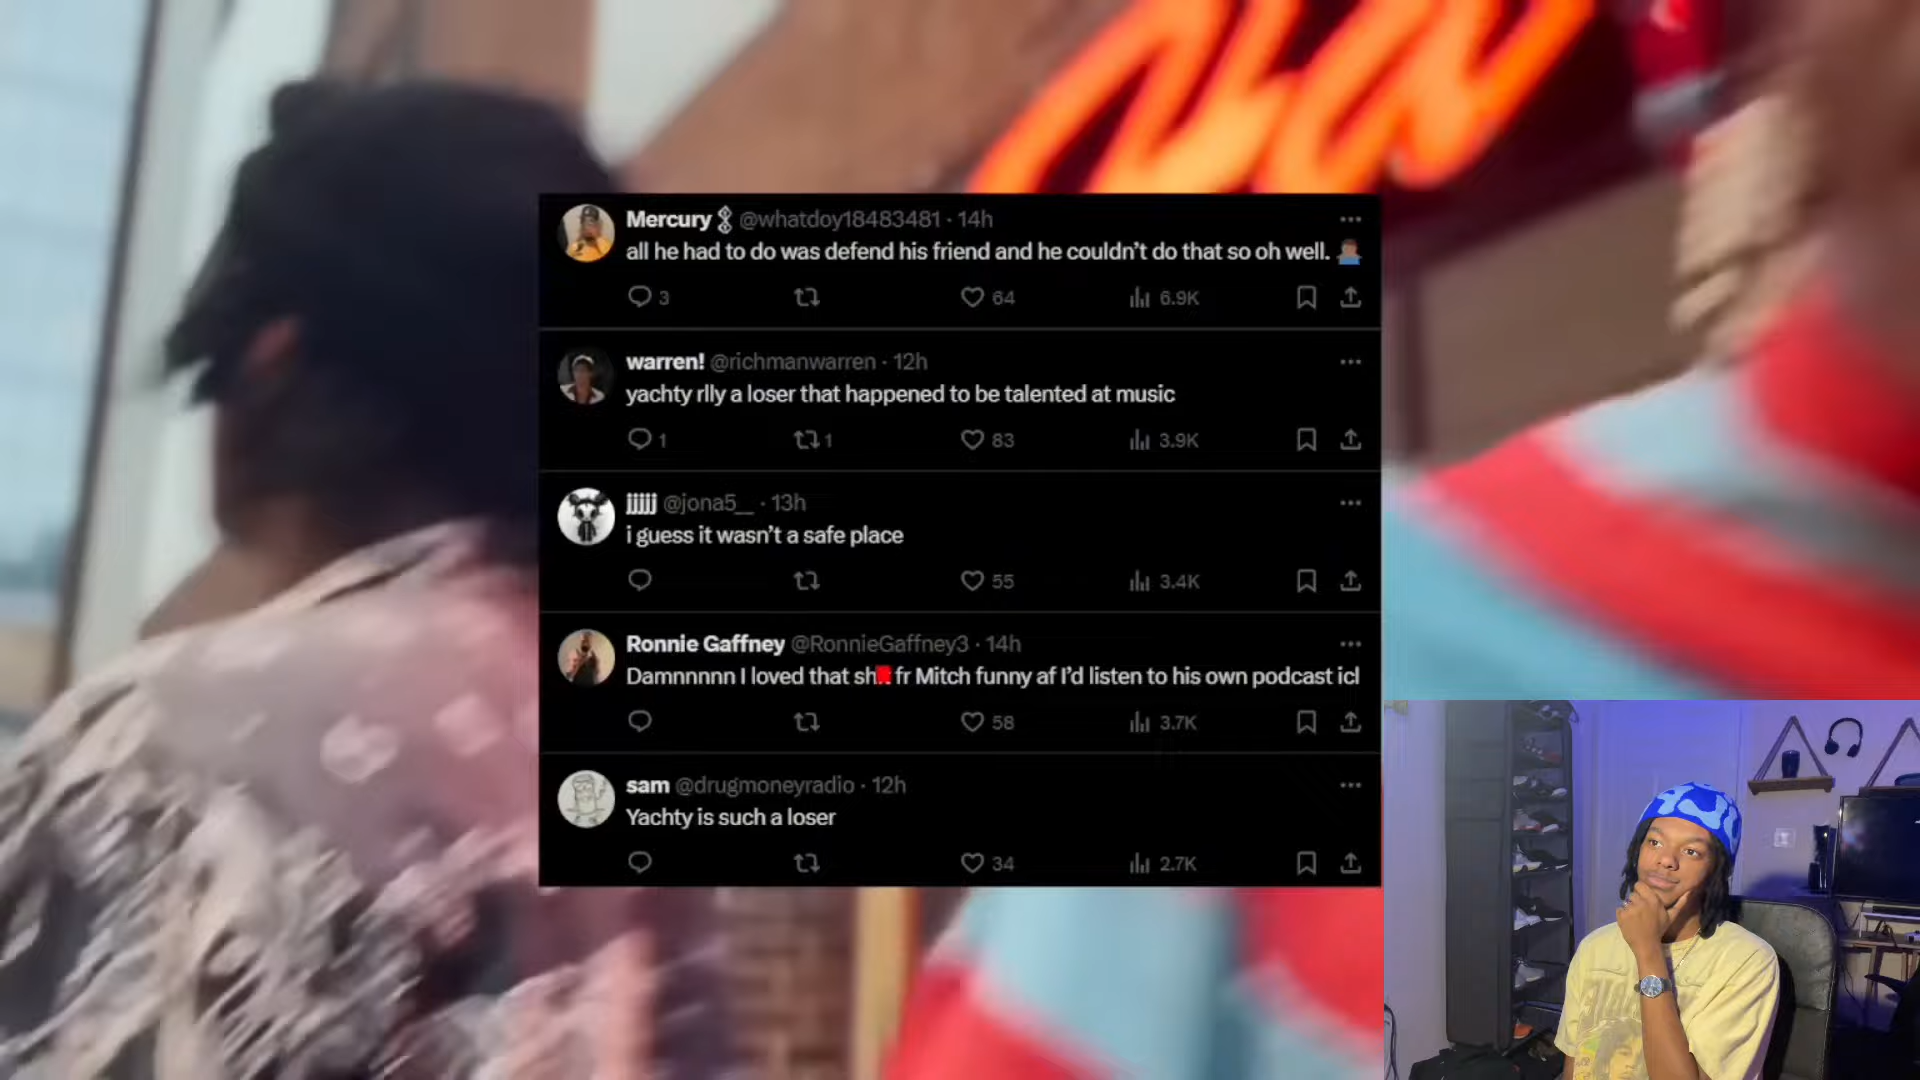 Mercury @whatdoy18483481 · 14h
all he had to do was defend his friend and he couldn't do that so oh well.
3 64 6.9K
warren! @richmanwarren · 12h
yachty rlly a loser that happened to be talented at music
1 1 83 3.9K
jjjjj @jona5__ · 13h
i guess it wasn't a safe place
55 3.4K
Ronnie Gaffney @RonnieGaffney3 · 14h
Damnnnnn I loved that sh fr Mitch funny af I'd listen to his own podcast icl
58 3.7K
sam @drugmoneyradio · 12h
Yachty is such a loser
34 2.7K